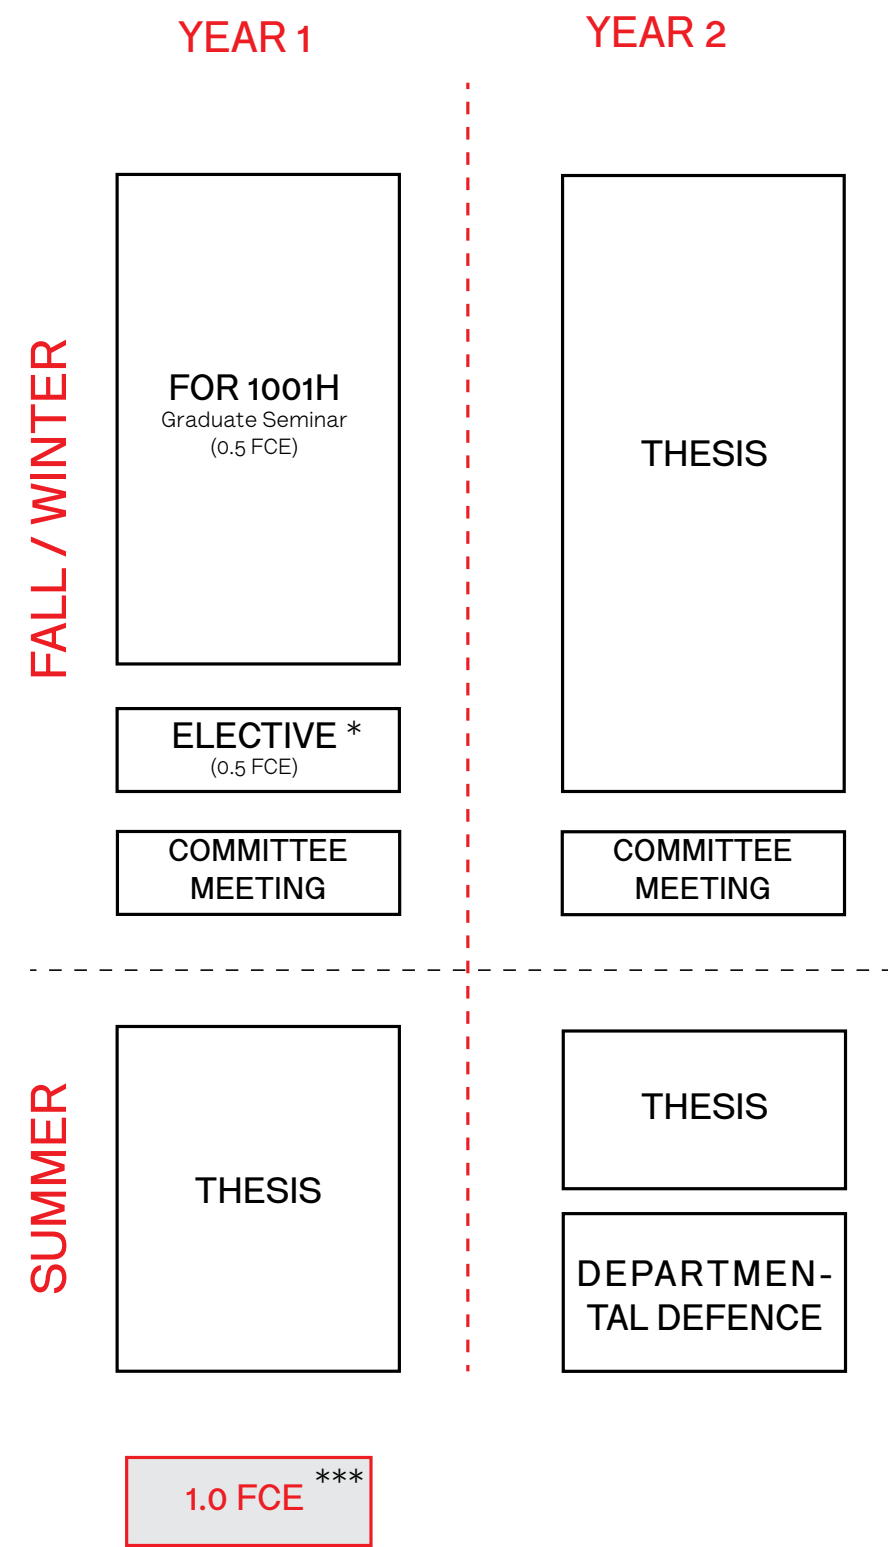 YEAR 1
YEAR 2
FALL / WINTER
FOR 1001H
Graduate Seminar
(0.5 FCE)
ELECTIVE *
(0.5 FCE)
COMMITTEE
MEETING
THESIS
COMMITTEE
MEETING
SUMMER
THESIS
THESIS
DEPARTMEN-
TAL DEFENCE
1.0 FCE ***